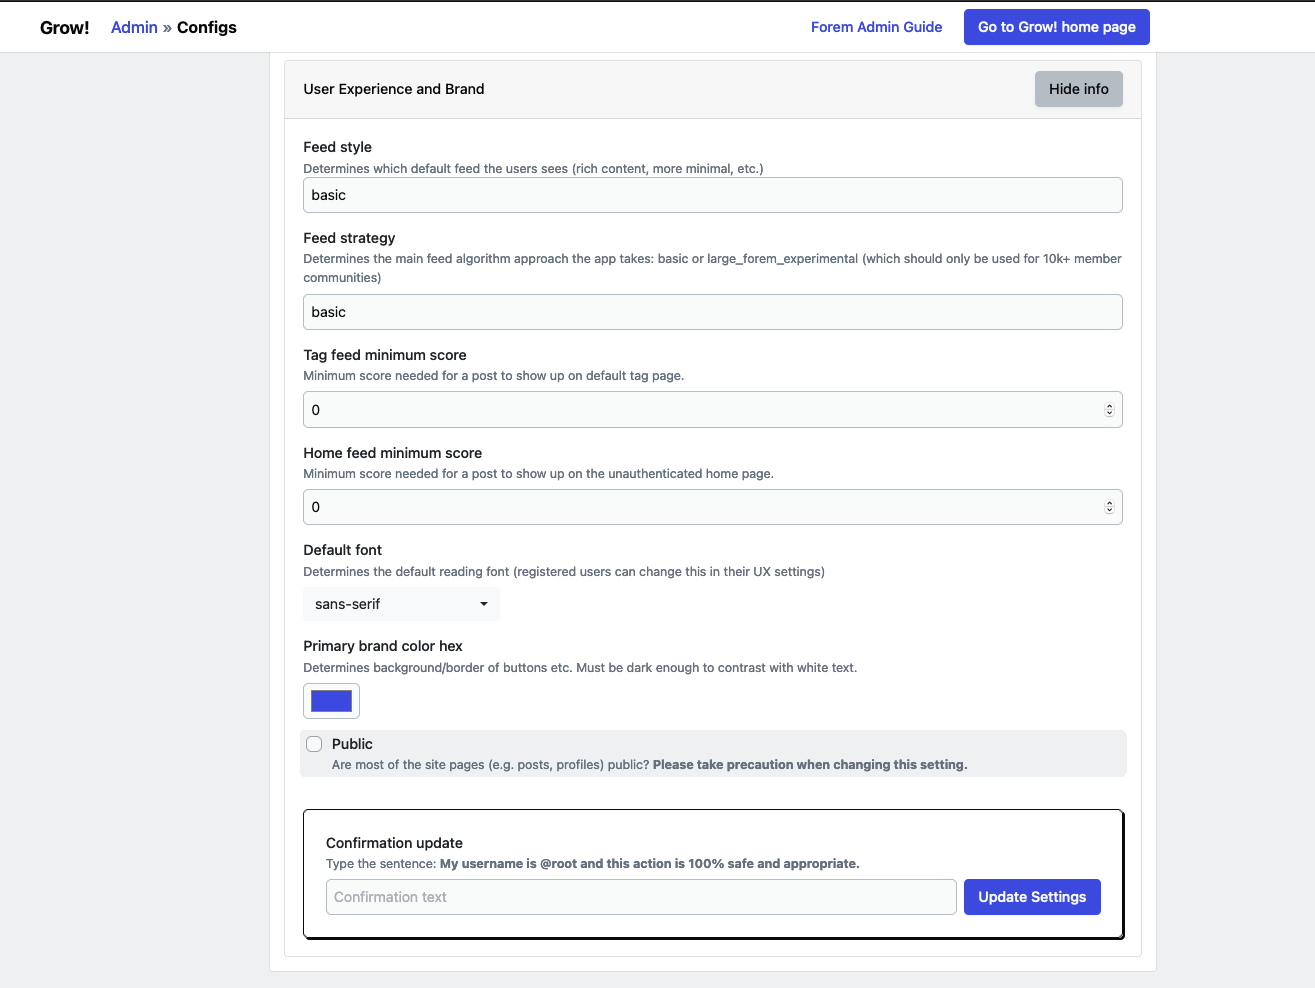 Grow! Admin » Configs Forem Admin Guide Go to Grow! home page
User Experience and Brand Hide info
Feed style
Determines which default feed the users sees (rich content, more minimal, etc.)
basic
Feed strategy
Determines the main feed algorithm approach the app takes: basic or large_forem_experimental (which should only be used for 10k+ member
communities)
basic
Tag feed minimum score
Minimum score needed for a post to show up on default tag page.
0
Home feed minimum score
Minimum score needed for a post to show up on the unauthenticated home page.
0
Default font
Determines the default reading font (registered users can change this in their UX settings)
sans-serif
Primary brand color hex
Determines background/border of buttons etc. Must be dark enough to contrast with white text.
Public
Are most of the site pages (e.g. posts, profiles) public? Please take precaution when changing this setting.
Confirmation update
Type the sentence: My username is @root and this action is 100% safe and appropriate.
Confirmation text Update Settings